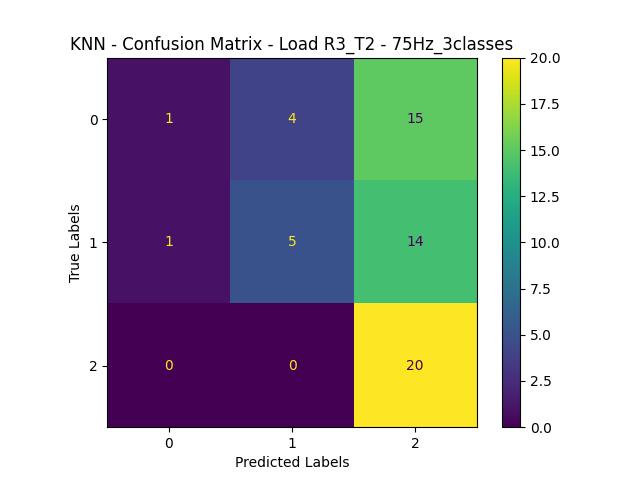 KNN - Confusion Matrix - Load R3_T2 - 75Hz_3classes
20.0
17.5
15.0
12.5
10.0
7.5
5.0
2.5
0.0
True Labels
0
1
2
1 4 15
1 5 14
0 0 20
0 1 2
Predicted Labels